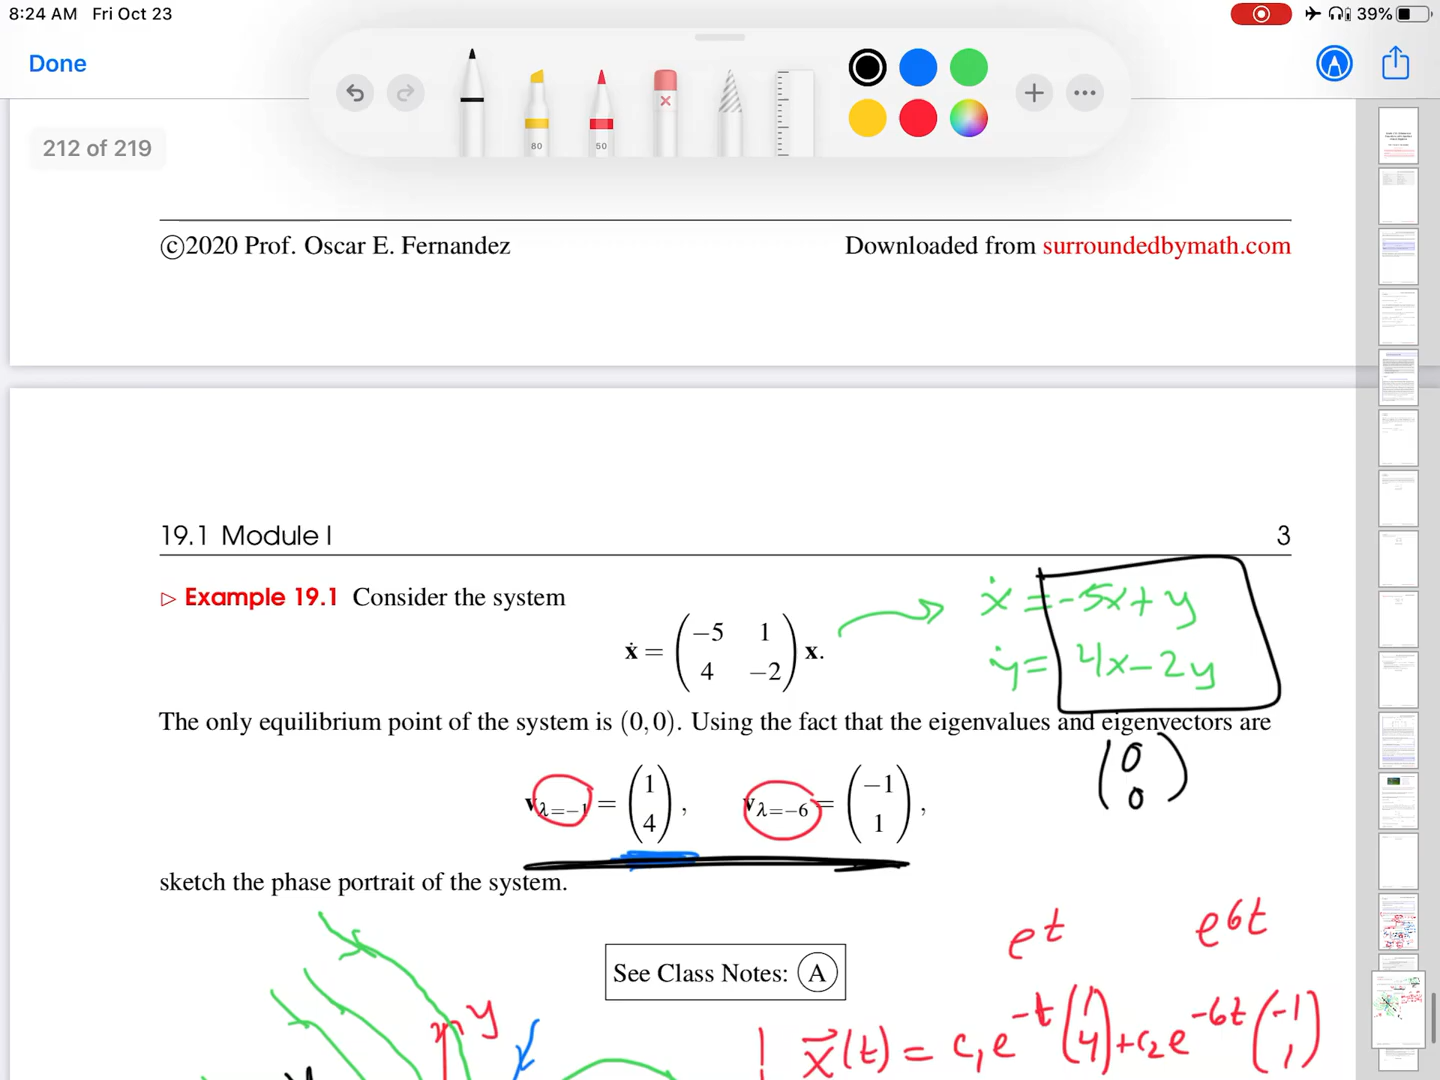 8:24 AM Fri Oct 23
39%
Done
80
50
212 of 219
©2020 Prof. Oscar E. Fernandez
Downloaded from surroundedbymath.com
19.1 Module I
3
▷ Example 19.1 Consider the system
ẋ = (−5 1
4 −2) x.
ẋ = -5x + y
ẏ = 4x - 2y
The only equilibrium point of the system is (0,0). Using the fact that the eigenvalues and eigenvectors are
(0
0)
v λ=−1 = (1
4), v λ=−6 = (−1
1),
sketch the phase portrait of the system.
e^t e^6t
See Class Notes: A
y
x⃗(t) = c₁e^-t (1
4) + c₂e^-6t (-1
1)